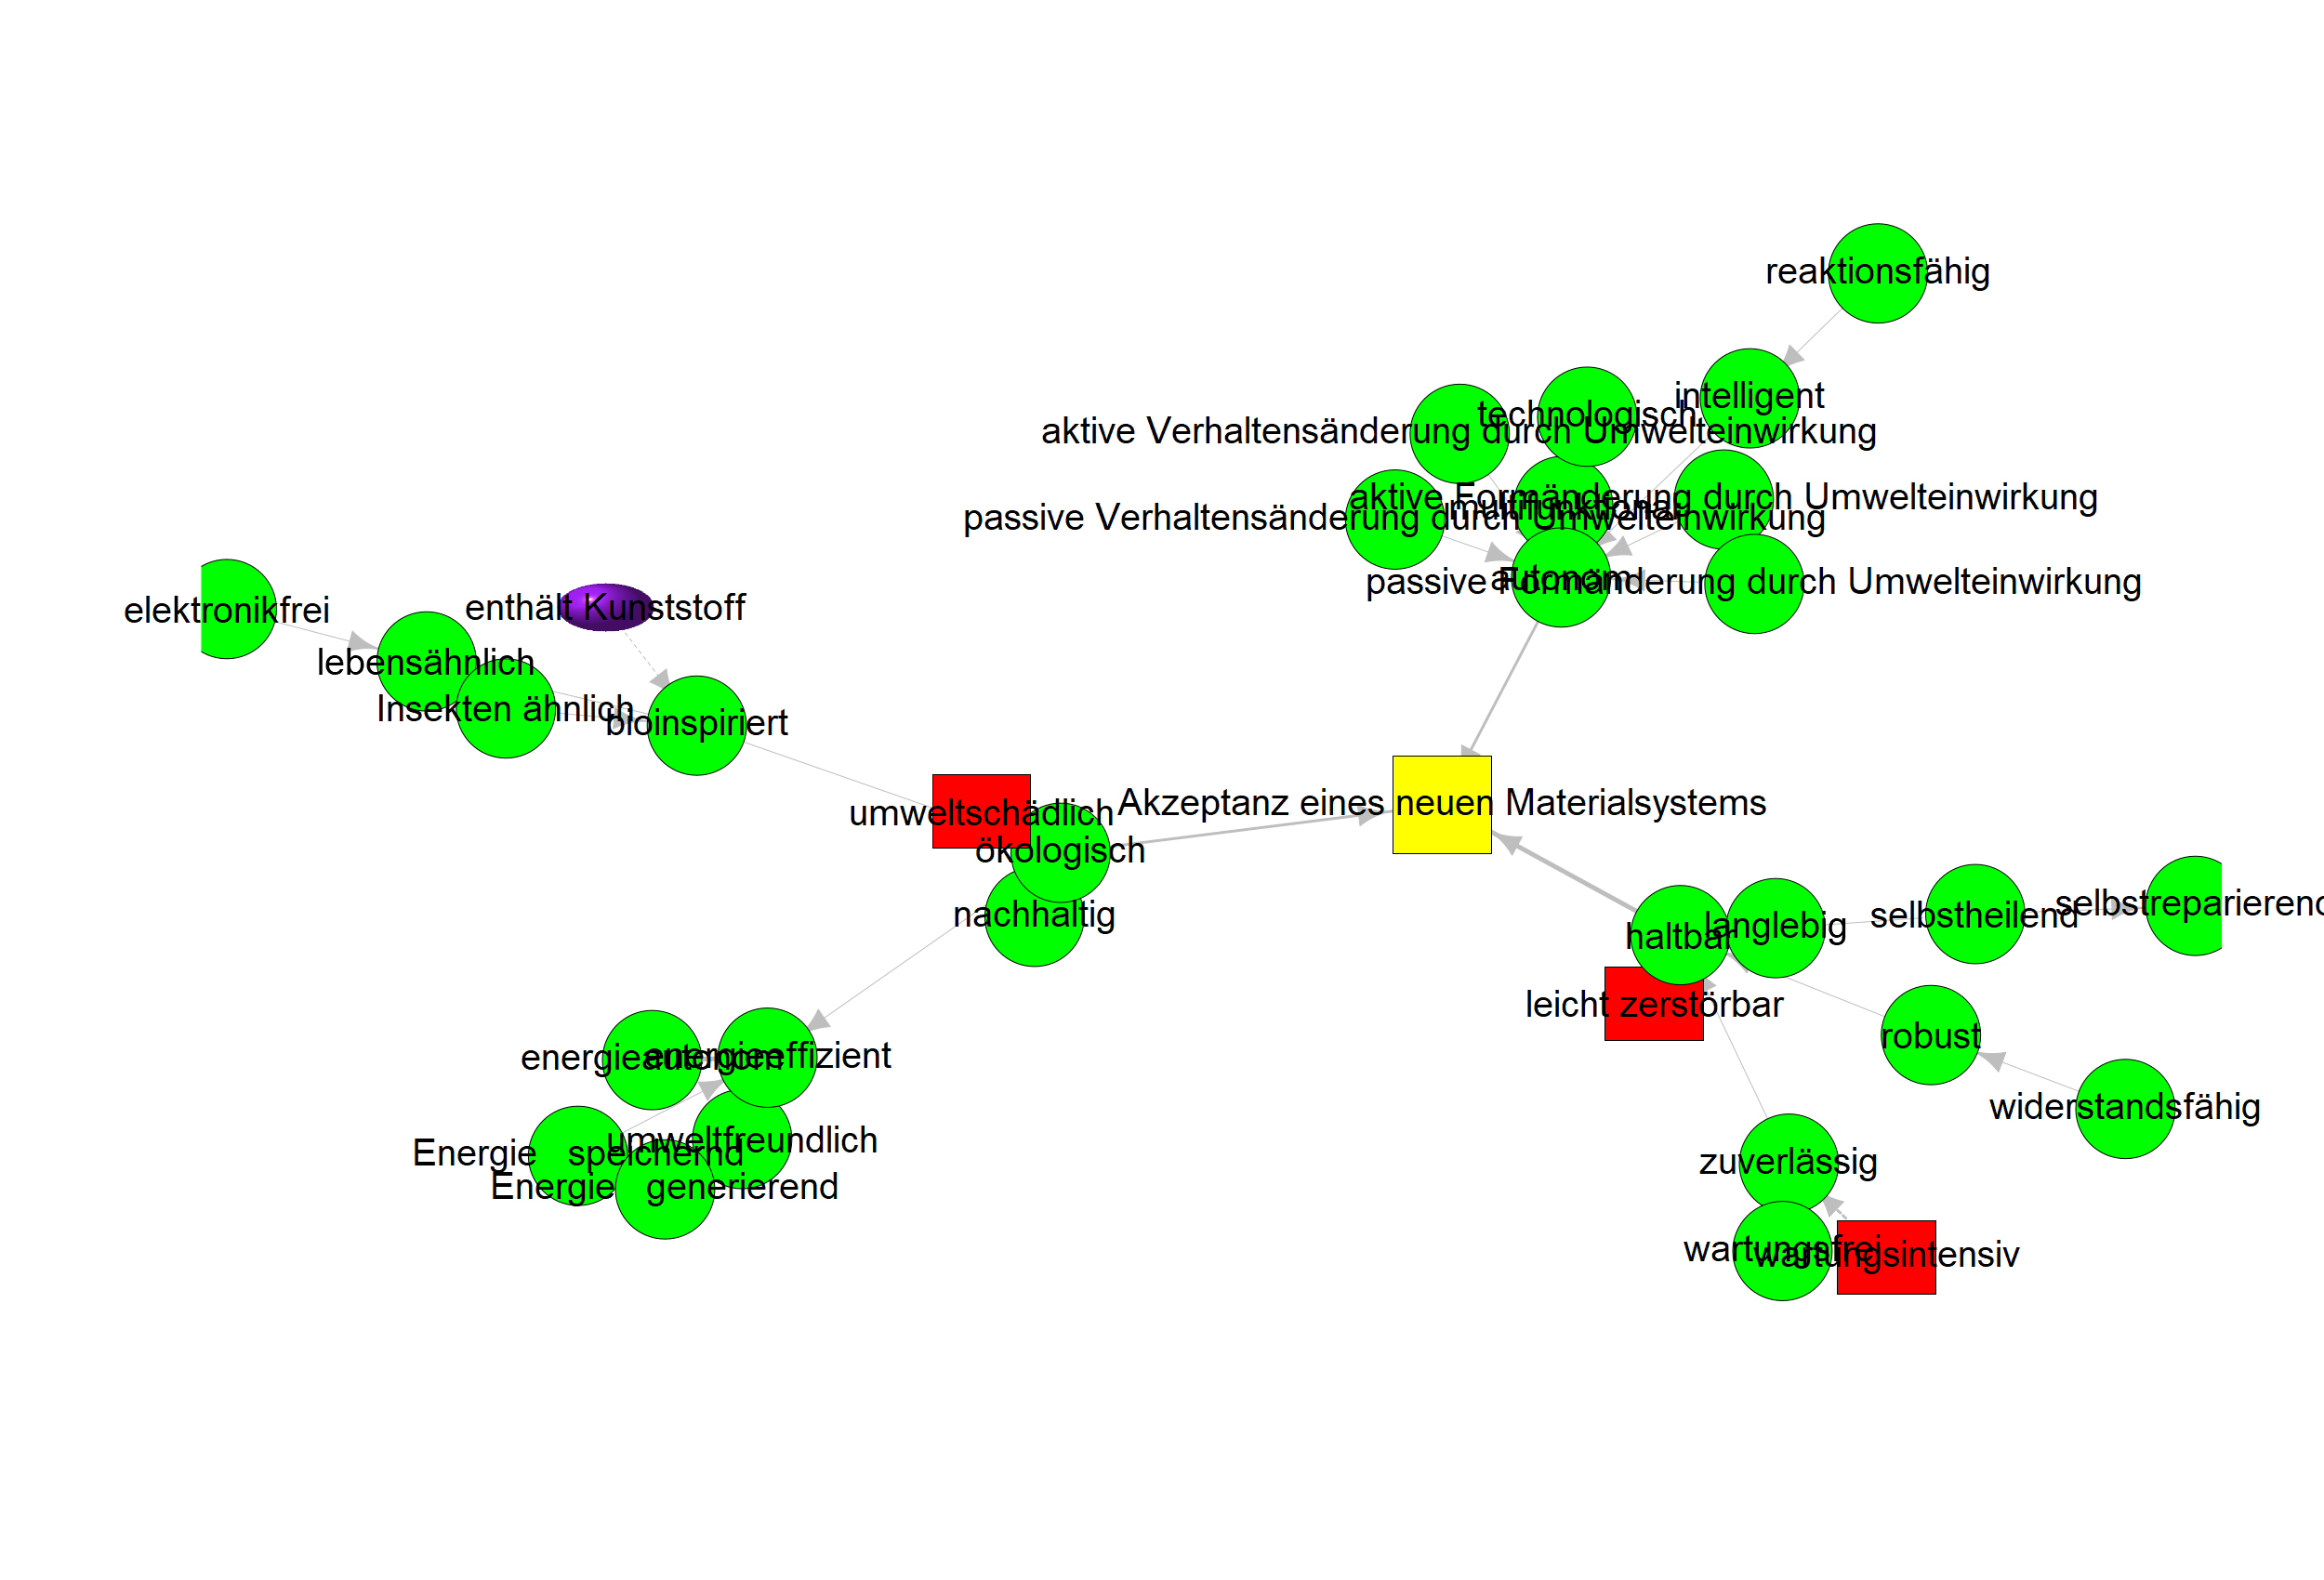 reaktionsfähig
intelligent
technologisch
aktive Verhaltensänderung durch Umwelteinwirkung
aktive Formänderung durch Umwelteinwirkung
multifunktional
passive Verhaltensänderung durch Umwelteinwirkung
autonom
passive Formänderung durch Umwelteinwirkung
elektronikfrei
enthält Kunststoff
lebensähnlich
Insekten ähnlich
bioinspiriert
umweltschädlich
Akzeptanz eines neuen Materialsystems
ökologisch
nachhaltig
haltbar
langlebig
selbstheilend
selbstreparierend
leicht zerstörbar
robust
energieautonom
energieeffizient
widerstandsfähig
umweltfreundlich
Energie speichernd
Energie generierend
zuverlässig
wartungsfrei
wartungsintensiv